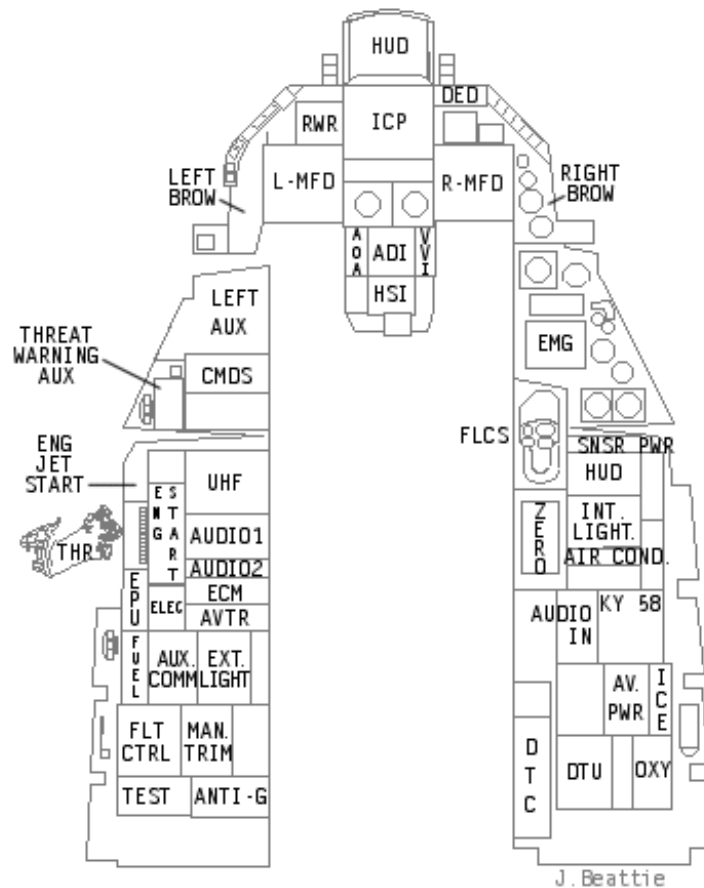 HUD
DED
RWR
ICP
LEFT
BROW
L-MFD
R-MFD
RIGHT
BROW
AOA
ADI
VVI
HSI
LEFT
AUX
THREAT
WARNING
AUX
CMDS
EMG
FLCS
ENG
JET
START
UHF
ENG
START
AUDIO1
AUDIO2
THR
EPU
ELEC
ECM
AVTR
FUEL
AUX.
COMM
EXT.
LIGHT
FLT
CTRL
MAN.
TRIM
TEST
ANTI-G
SNSR PWR
HUD
ZERO
INT.
LIGHT.
AIR COND.
AUDIO
IN
KY 58
AV.
PWR
ICE
DTC
DTU
OXY
J.Beattie